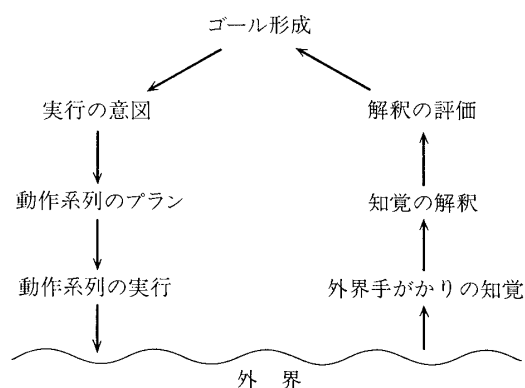 ゴール形成
実行の意図
解釈の評価
動作系列のプラン
知覚の解釈
動作系列の実行
外界手がかりの知覚
外界